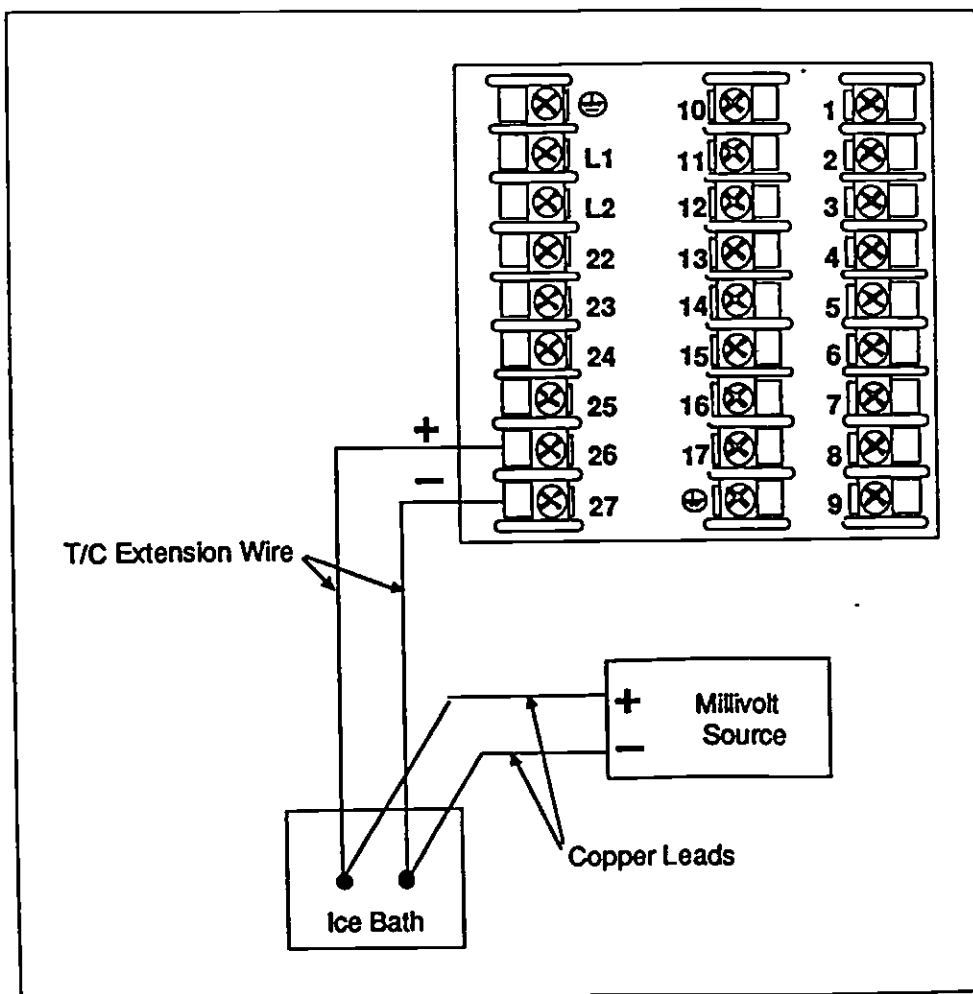 10 1
L1 11 2
L2 12 3
22 13 4
23 14 5
24 15 6
25 16 7
+ 26 17 8
− 27 9
T/C Extension Wire
+ Millivolt
− Source
Copper Leads
Ice Bath